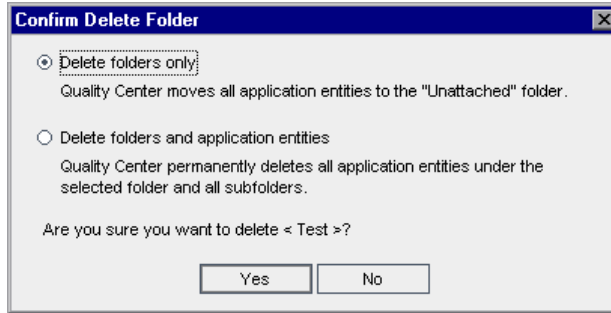 Confirm Delete Folder
Delete folders only
Quality Center moves all application entities to the "Unattached" folder.
Delete folders and application entities
Quality Center permanently deletes all application entities under the
selected folder and all subfolders.
Are you sure you want to delete < Test >?
Yes
No